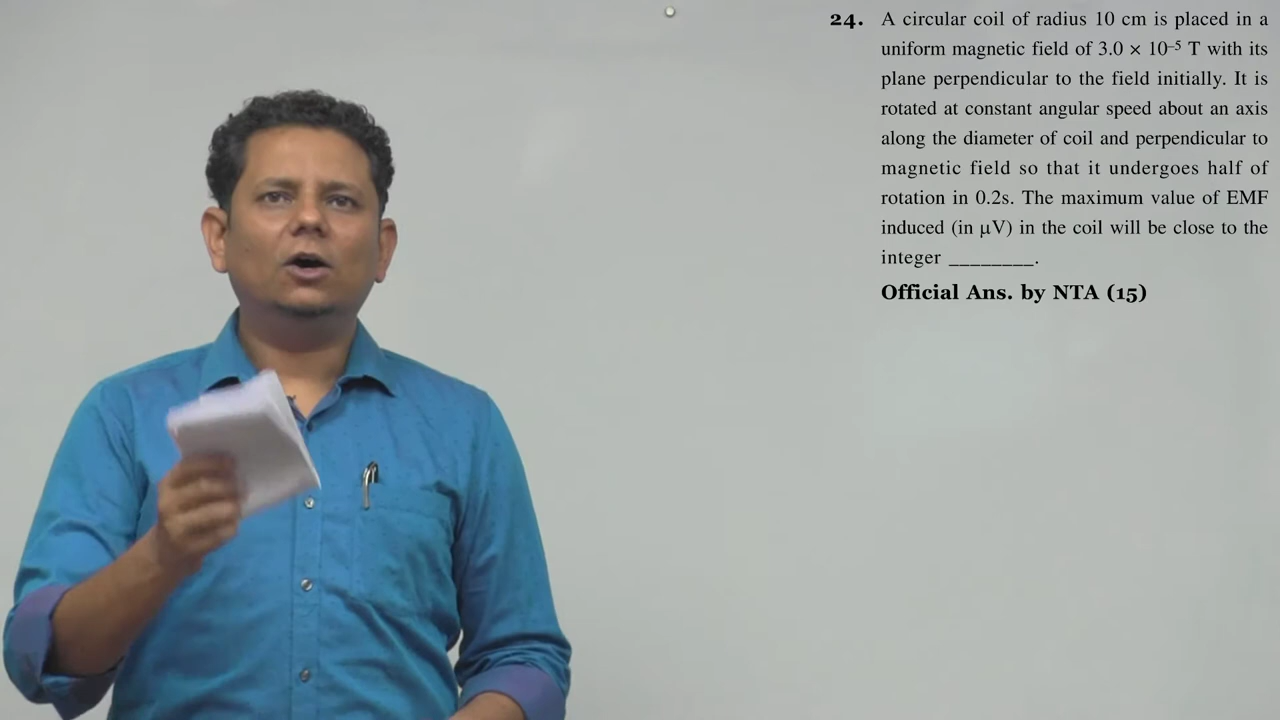 24. A circular coil of radius 10 cm is placed in a
uniform magnetic field of 3.0 × 10⁻⁵ T with its
plane perpendicular to the field initially. It is
rotated at constant angular speed about an axis
along the diameter of coil and perpendicular to
magnetic field so that it undergoes half of
rotation in 0.2s. The maximum value of EMF
induced (in μV) in the coil will be close to the
integer ________.
Official Ans. by NTA (15)